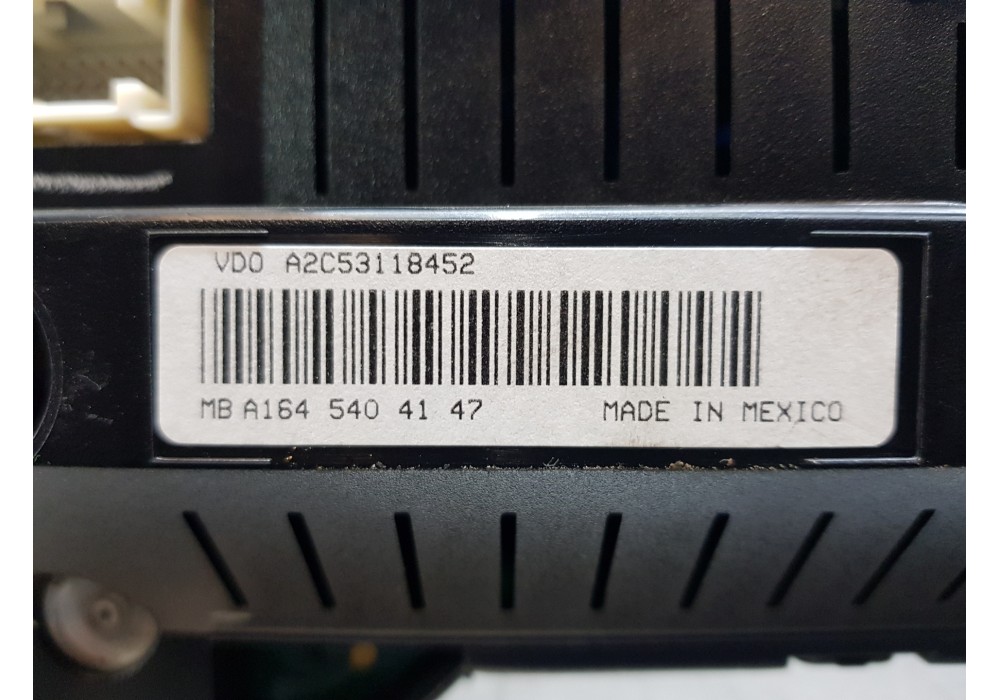 VDO A2C53118452
MB A164 540 41 47 MADE IN MEXICO